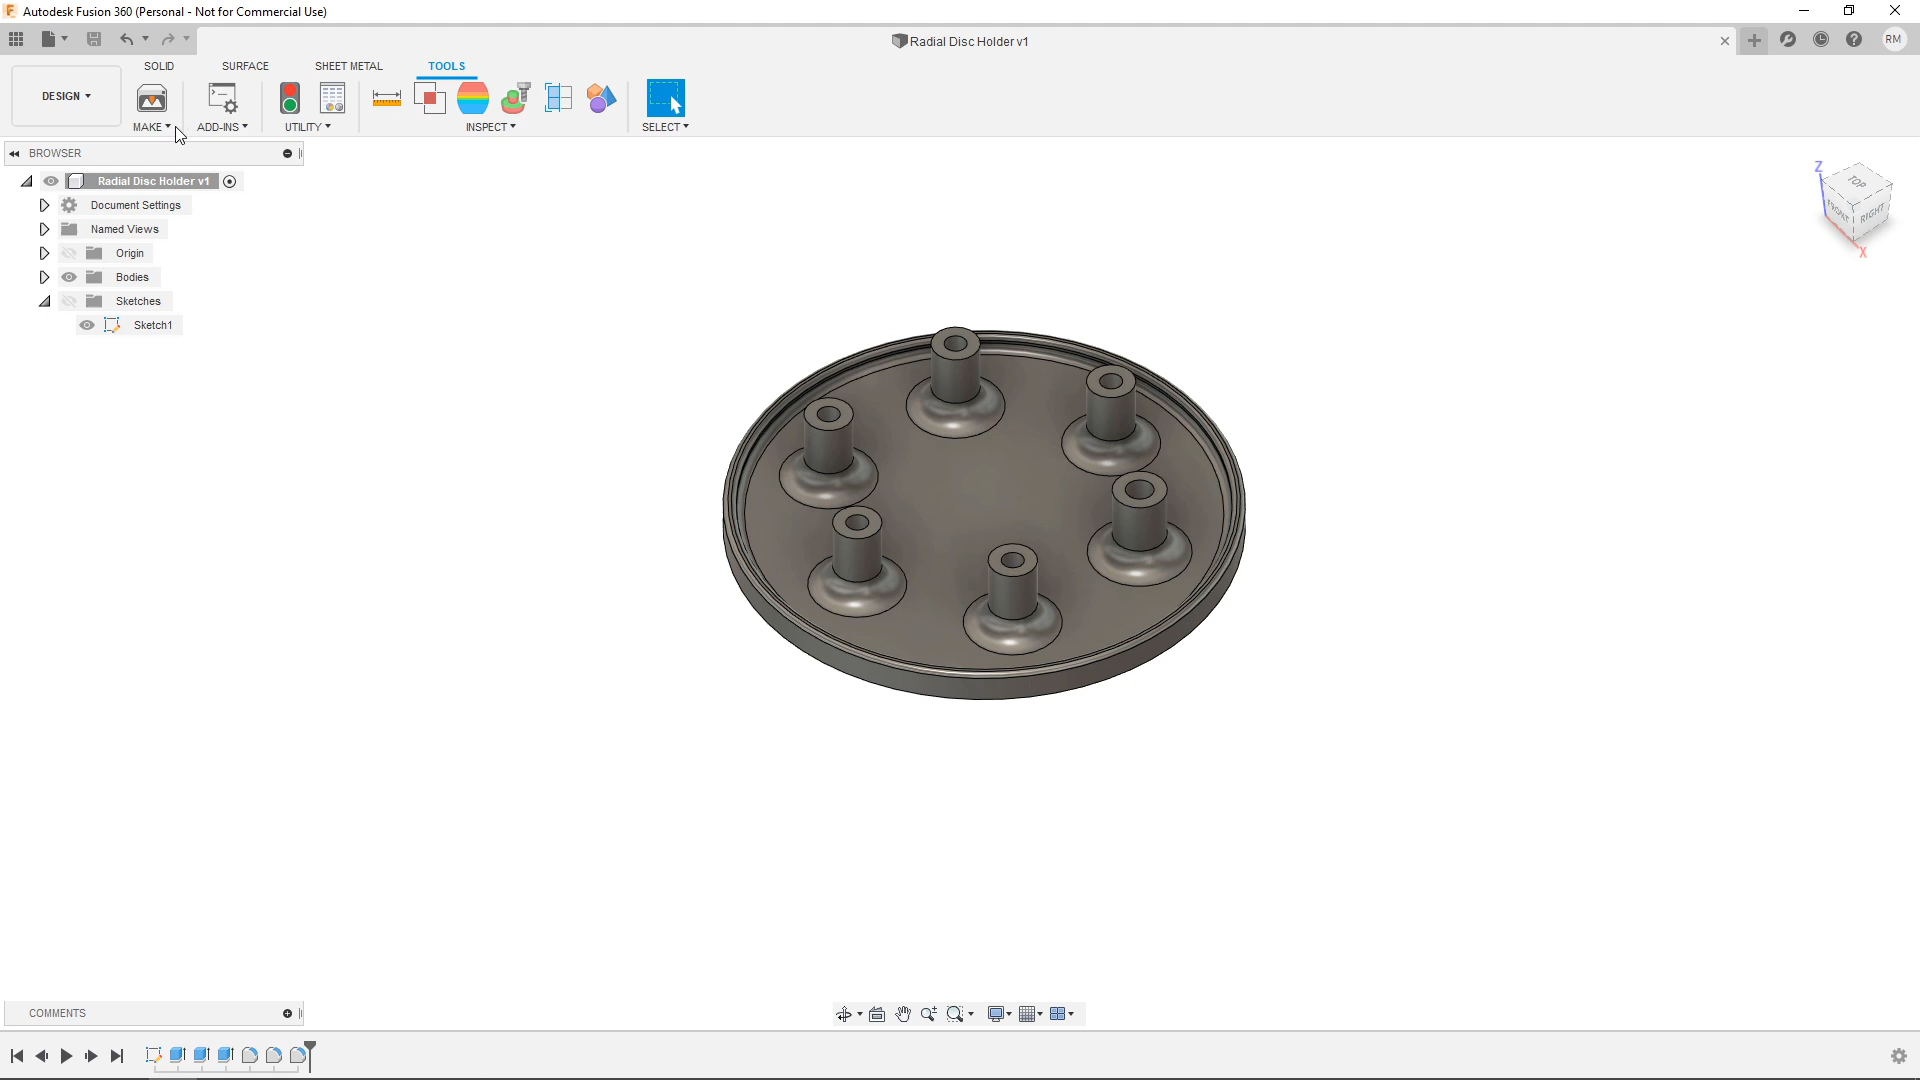 Autodesk Fusion 360 (Personal - Not for Commercial Use)
Radial Disc Holder v1
RM
SOLID SURFACE SHEET METAL TOOLS
DESIGN
MAKE ADD-INS UTILITY INSPECT SELECT
BROWSER
Radial Disc Holder v1
Document Settings
Named Views
Origin
Bodies
Sketches
Sketch1
Z
TOP
FRONT
RIGHT
X
COMMENTS